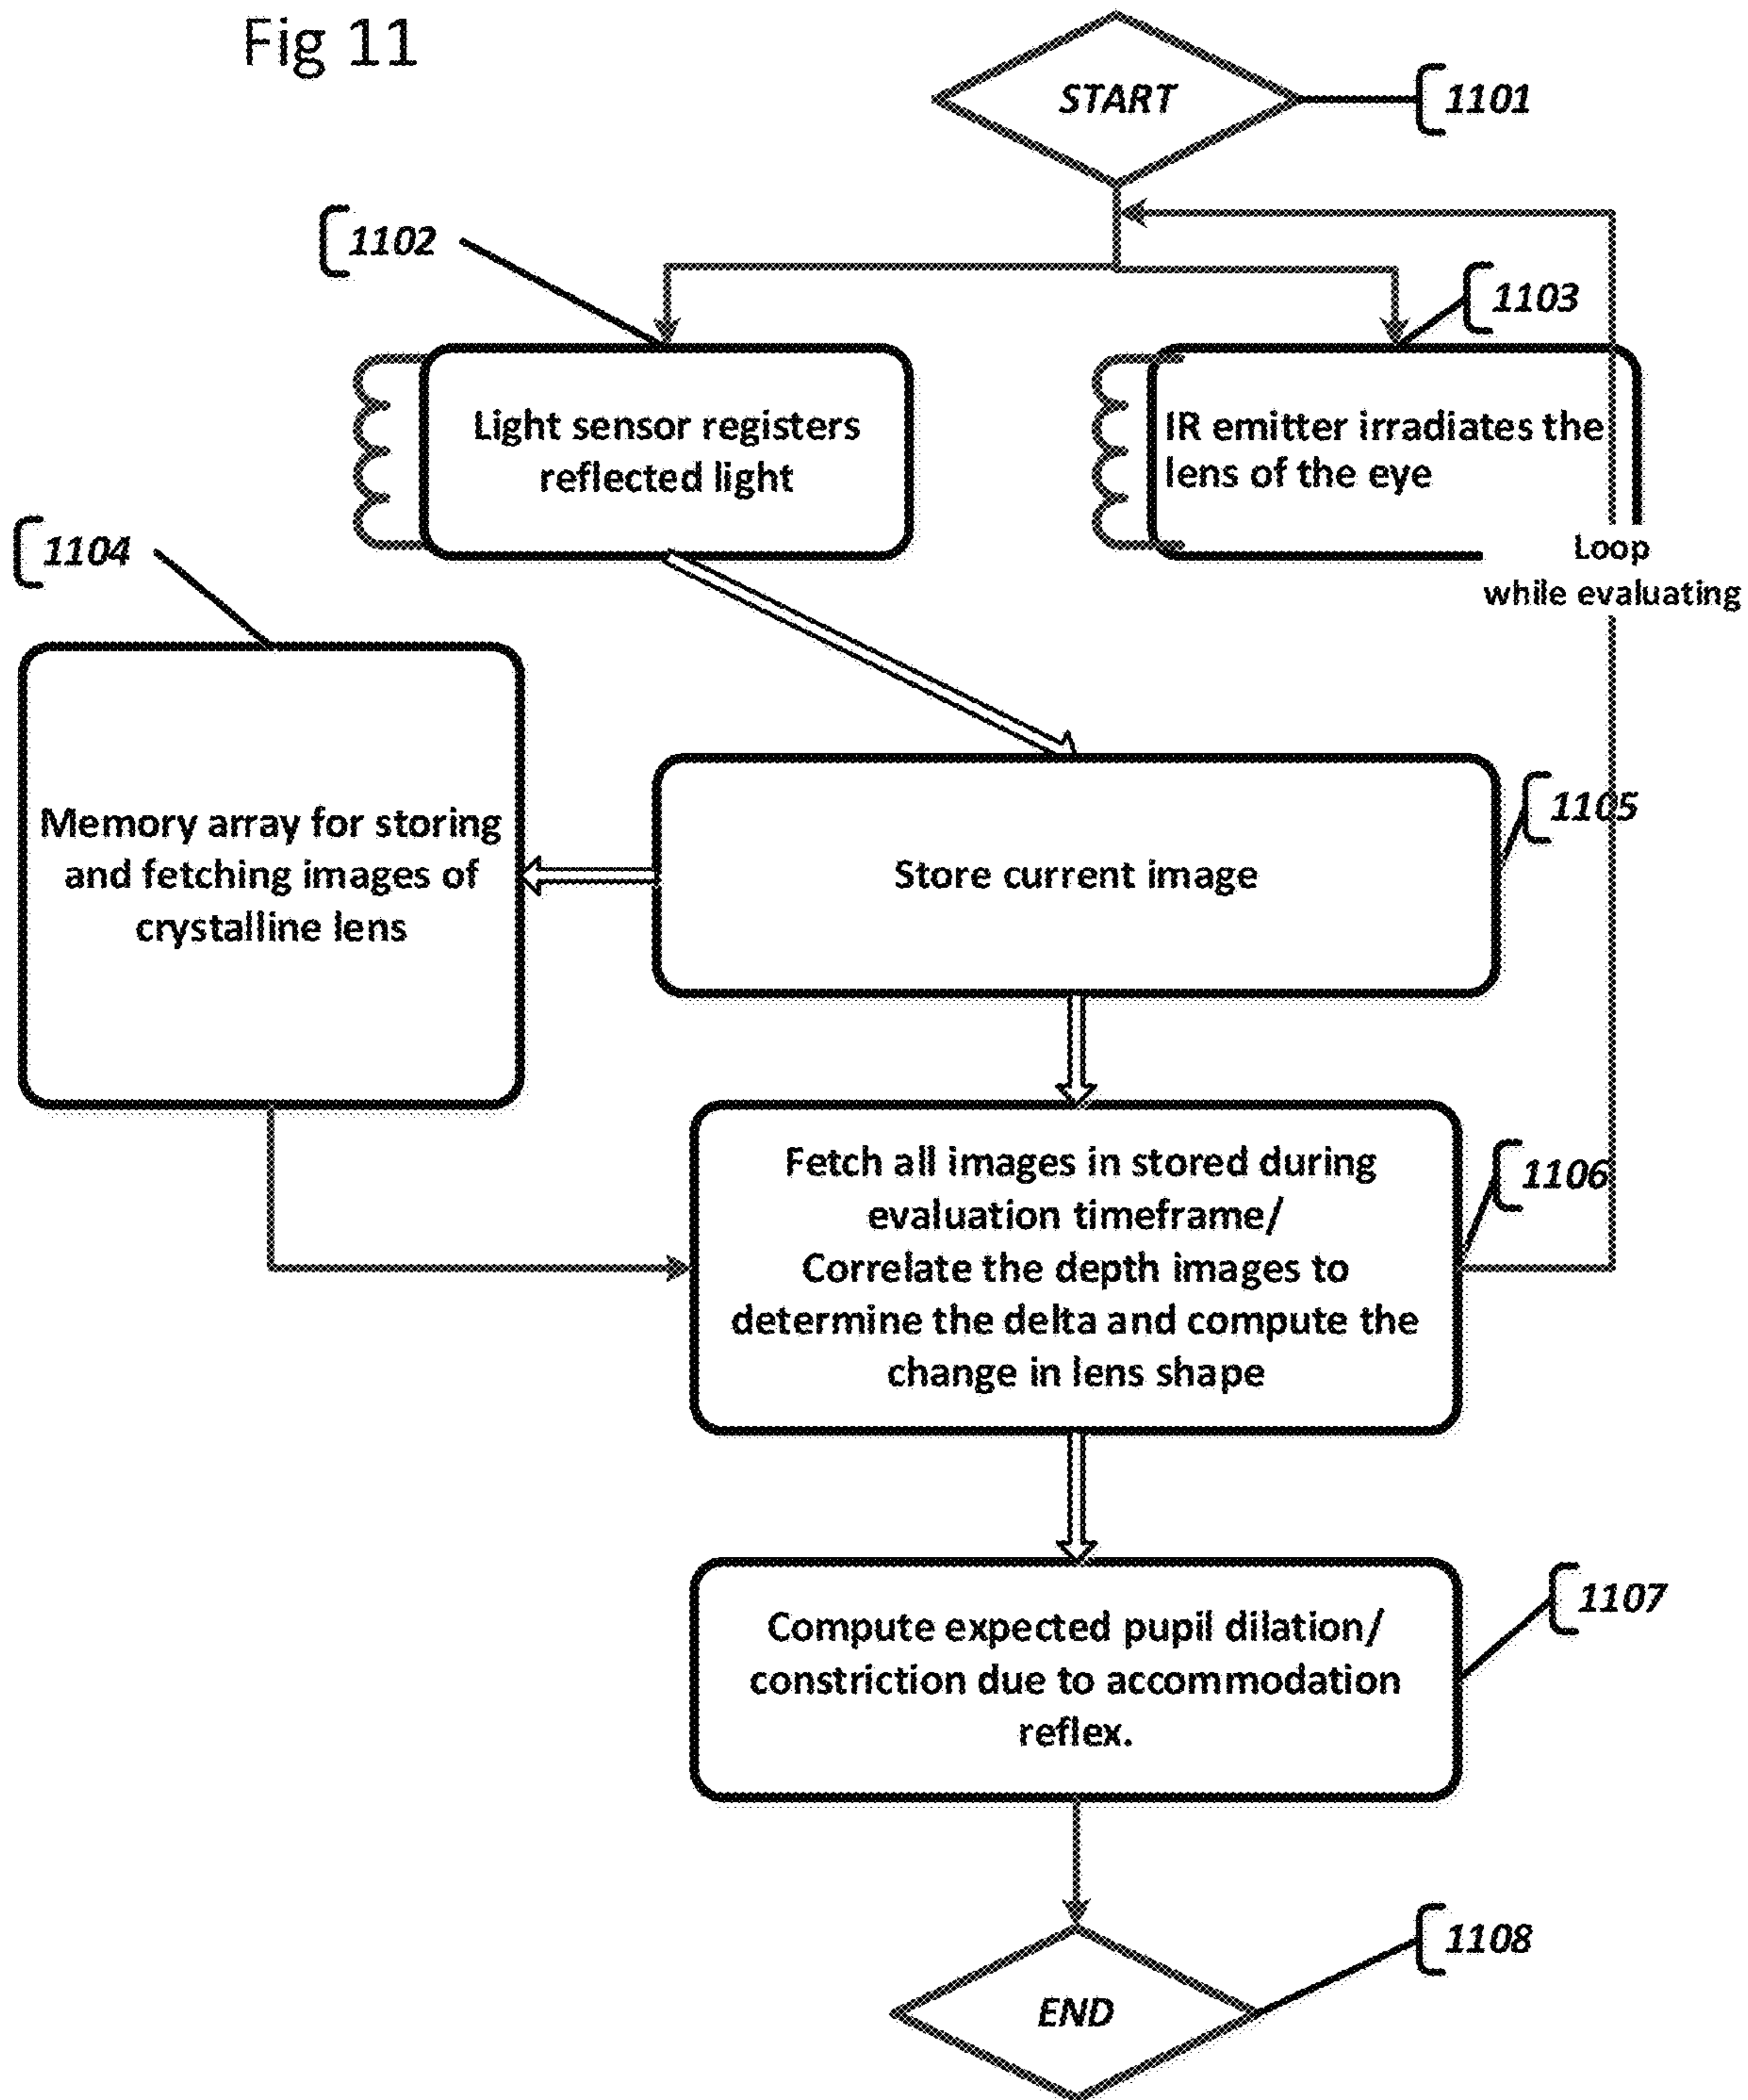 Fig 11
START
1101
1102
1103
Light sensor registers
reflected light
IR emitter irradiates the
lens of the eye
1104
Loop
while evaluating
Memory array for storing
and fetching images of
crystalline lens
1105
Store current image
Fetch all images in stored during
evaluation timeframe/
Correlate the depth images to
determine the delta and compute the
change in lens shape
1106
Compute expected pupil dilation/
constriction due to accommodation
reflex.
1107
1108
END